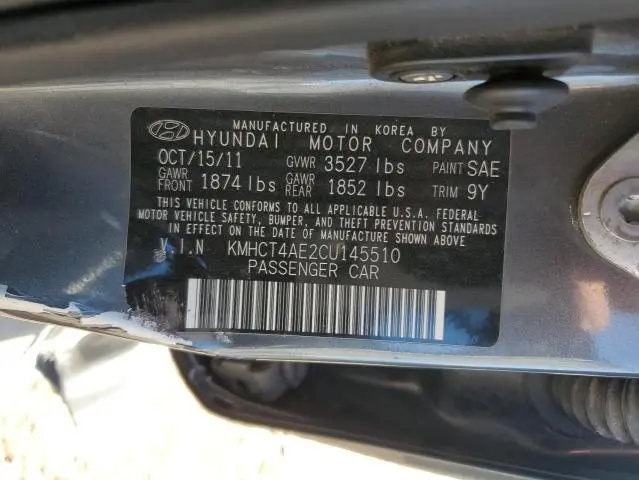 MANUFACTURED IN KOREA BY
HYUNDAI MOTOR COMPANY
OCT/15/11 GVWR 3527 lbs PAINT SAE
GAWR FRONT 1874 lbs GAWR REAR 1852 lbs TRIM 9Y
THIS VEHICLE CONFORMS TO ALL APPLICABLE U.S.A. FEDERAL
MOTOR VEHICLE SAFETY, BUMPER, AND THEFT PREVENTION STANDARDS
IN EFFECT ON THE DATE OF MANUFACTURE SHOWN ABOVE
V.I.N KMHCT4AE2CU145510
PASSENGER CAR